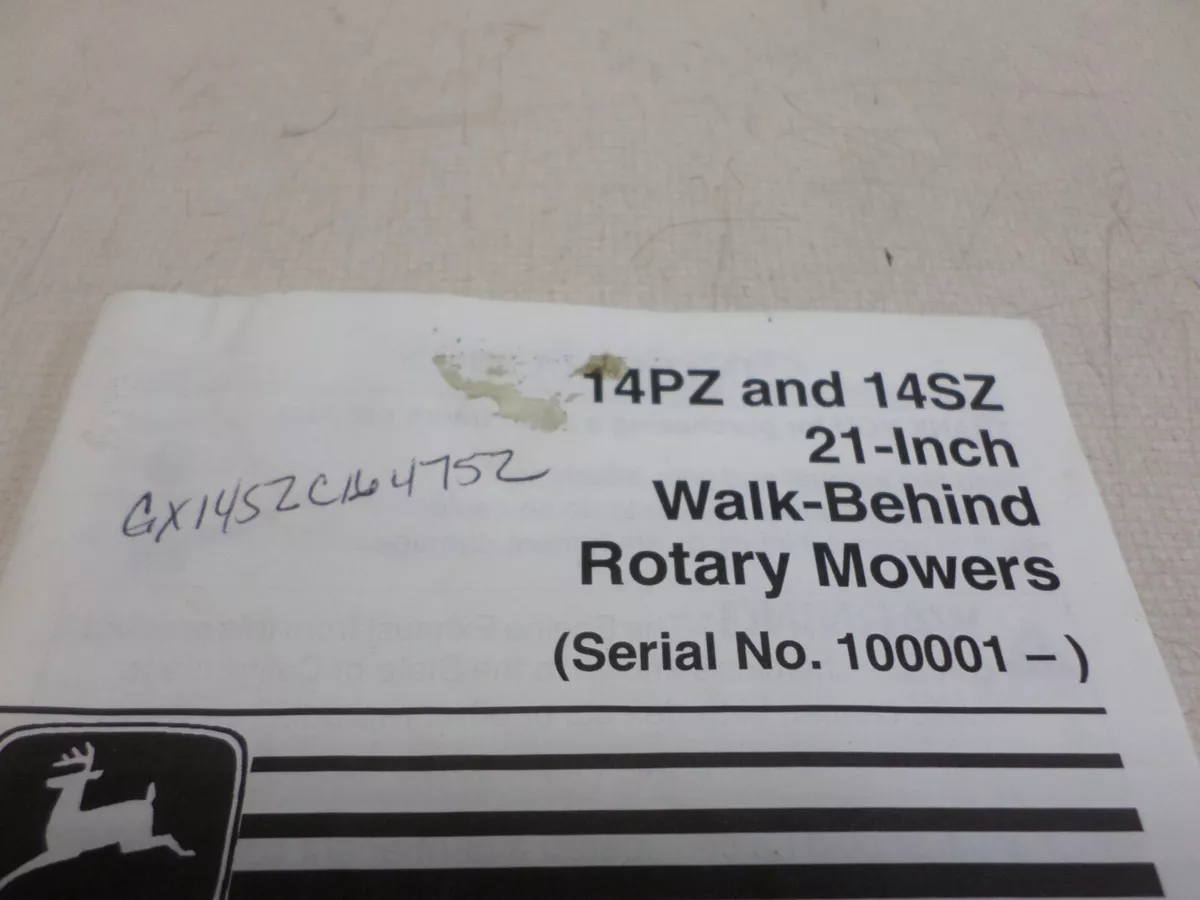 14PZ and 14SZ
21-Inch
Walk-Behind
Rotary Mowers
(Serial No. 100001 – )
GX14SZC164752